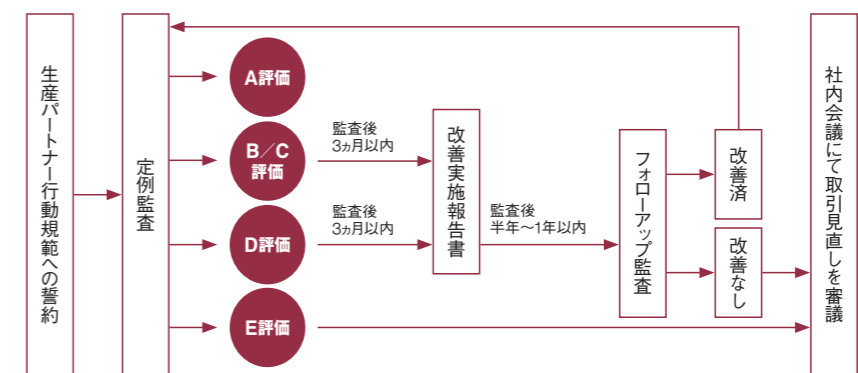 生産パートナー行動規範への誓約
定例監査
A評価
B／C
評価
D評価
E評価
監査後
3ヵ月以内
監査後
3ヵ月以内
改善実施報告書
監査後
半年～1年以内
フォローアップ監査
改善済
改善なし
社内会議にて取引見直しを審議